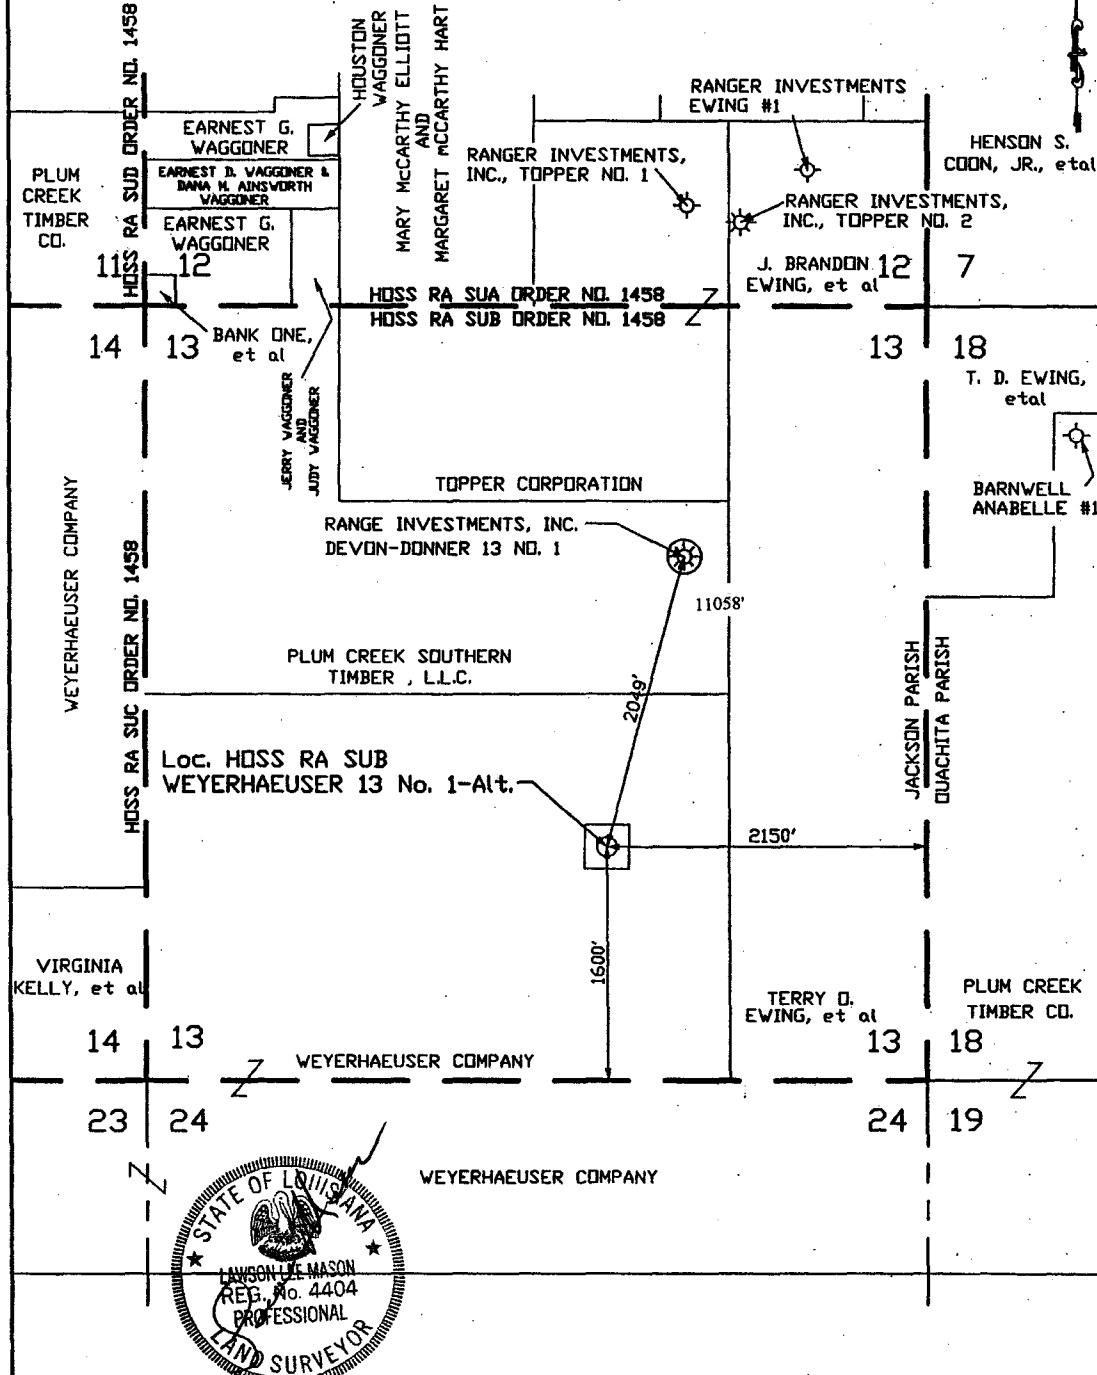 HOSS RA SUD ORDER NO. 1458
HOUSTON
WAGGONER
MARY McCARTHY ELLIOTT
AND
MARGARET mCCARTHY HART
RANGER INVESTMENTS
EWING #1
EARNEST G.
WAGGONER
HENSON S.
COON, JR., etal
RANGER INVESTMENTS,
INC., TOPPER NO. 1
PLUM
CREEK
TIMBER
CO.
EARNEST D. WAGGONER &
DANA M. AINSWORTH
WAGGONER
RANGER INVESTMENTS,
INC., TOPPER NO. 2
EARNEST G.
WAGGONER
11
12
J. BRANDON
EWING, et al
12
7
HOSS RA SUA ORDER NO. 1458
HOSS RA SUB ORDER NO. 1458
Z
14
13
BANK ONE,
et al
13
18
T. D. EWING,
etal
JERRY WAGGONER
AND
JUDY WAGGONER
TOPPER CORPORATION
BARNWELL
ANABELLE #1
WEYERHAEUSER COMPANY
HOSS RA SUC ORDER NO. 1458
RANGE INVESTMENTS, INC.
DEVON-DONNER 13 NO. 1
11058'
PLUM CREEK SOUTHERN
TIMBER , L.L.C.
2049'
JACKSON PARISH
OUACHITA PARISH
Loc. HOSS RA SUB
WEYERHAEUSER 13 No. 1-Alt.
2150'
1600'
VIRGINIA
KELLY, et al
TERRY O.
EWING, et al
PLUM CREEK
TIMBER CO.
14
13
13
18
WEYERHAEUSER COMPANY
Z
Z
23
24
24
19
Z
WEYERHAEUSER COMPANY
STATE OF LOUISIANA
LAWSON LEE MASON
REG. No. 4404
PROFESSIONAL
LAND SURVEYOR